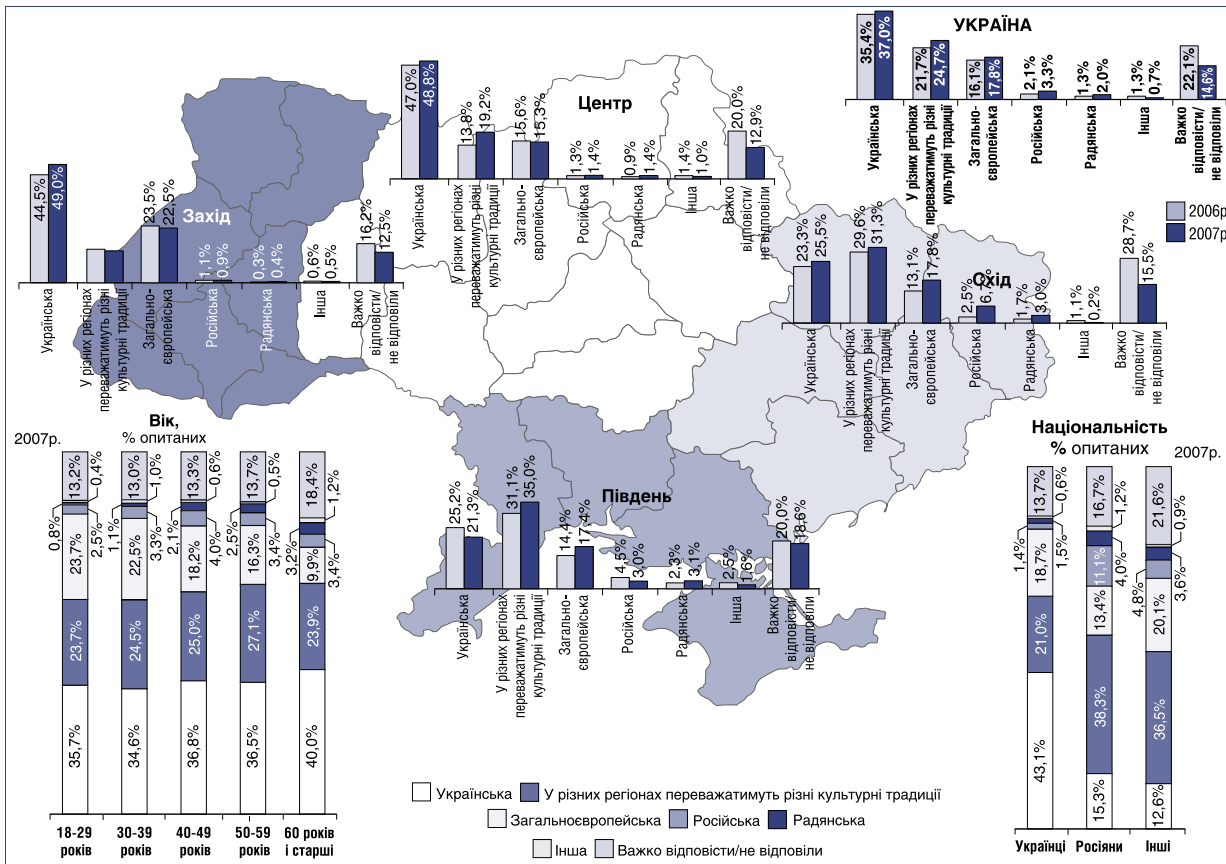 УКРАЇНА
35,4%
37,0%
21,7%
24,7%
16,1%
17,8%
2,1%
3,3%
1,3%
2,0%
1,3%
0,7%
22,1%
14,6%
Українська
У різних регіонах
переважатимуть різні
культурні традиції
Загально-
європейська
Російська
Радянська
Інша
Важко
відповісти/
не відповіли
2006р.
2007р.
Центр
47,0%
48,8%
13,8%
19,2%
15,6%
15,3%
1,3%
1,4%
0,9%
1,4%
1,4%
1,0%
20,0%
12,9%
Українська
У різних регіонах
переважатимуть різні
культурні традиції
Загально-
європейська
Російська
Радянська
Інша
Важко
відповісти/
не відповіли
Захід
44,5%
49,0%
23,5%
22,5%
1,1%
0,9%
0,3%
0,4%
0,6%
0,5%
16,2%
12,5%
Українська
У різних регіонах
переважатимуть різні
культурні традиції
Загально-
європейська
Російська
Радянська
Інша
Важко
відповісти/
не відповіли
Схід
23,3%
25,5%
29,6%
31,3%
13,1%
17,8%
2,5%
1,7%
3,0%
1,1%
0,2%
28,7%
15,5%
Українська
У різних регіонах
переважатимуть різні
культурні традиції
Загально-
європейська
Російська
Радянська
Інша
Важко
відповісти/
не відповіли
Південь
25,2%
21,3%
31,1%
35,0%
14,4%
17,4%
4,5%
3,0%
2,3%
3,1%
2,5%
1,6%
20,0%
18,6%
Українська
У різних регіонах
переважатимуть різні
культурні традиції
Загально-
європейська
Російська
Радянська
Інша
Важко
відповісти/
не відповіли
Вік,
% опитаних
2007р.
13,2%
0,4%
0,8%
2,5%
23,7%
23,7%
35,7%
18-29
років
13,0%
1,0%
1,1%
3,3%
22,5%
24,5%
34,6%
30-39
років
13,3%
0,6%
2,1%
4,0%
18,2%
25,0%
36,8%
40-49
років
13,7%
0,5%
2,5%
3,4%
16,3%
27,1%
36,5%
50-59
років
18,4%
1,2%
3,2%
3,4%
9,9%
23,9%
40,0%
60 років
і старші
Національність
% опитаних
2007р.
13,7%
0,6%
1,4%
1,5%
18,7%
21,0%
43,1%
Українці
16,7%
1,2%
4,0%
11,1%
13,4%
38,3%
15,3%
Росіяни
21,6%
0,9%
4,8%
3,6%
20,1%
36,5%
12,6%
Інші
Українська
У різних регіонах переважатимуть різні культурні традиції
Загальноєвропейська
Російська
Радянська
Інша
Важко відповісти/не відповіли